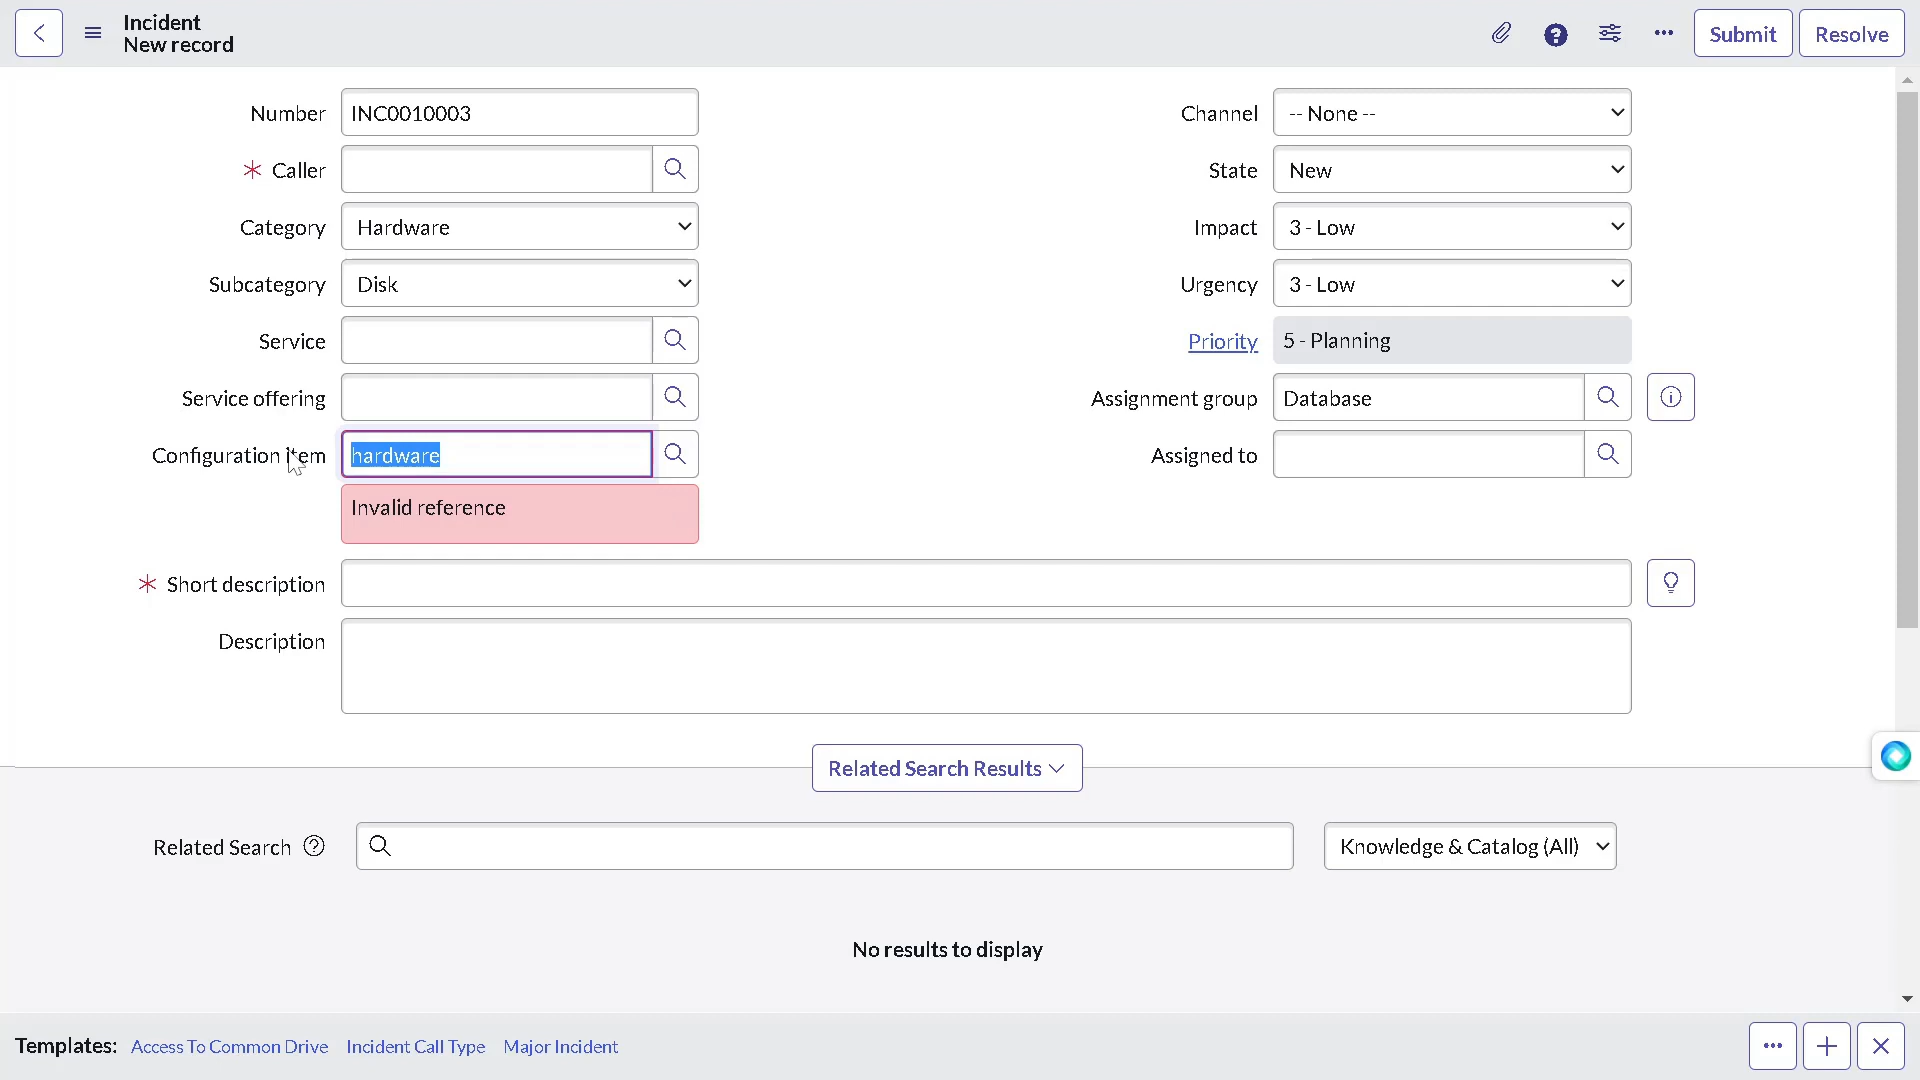 Incident
New record
Submit
Resolve
Number
INC0010003
Channel
-- None --
* Caller
State
New
Category
Hardware
Impact
3 - Low
Subcategory
Disk
Urgency
3 - Low
Service
Priority
5 - Planning
Service offering
Assignment group
Database
Configuration item
hardware
Assigned to
Invalid reference
* Short description
Description
Related Search Results
Related Search
Knowledge & Catalog (All)
No results to display
Templates: Access To Common Drive Incident Call Type Major Incident